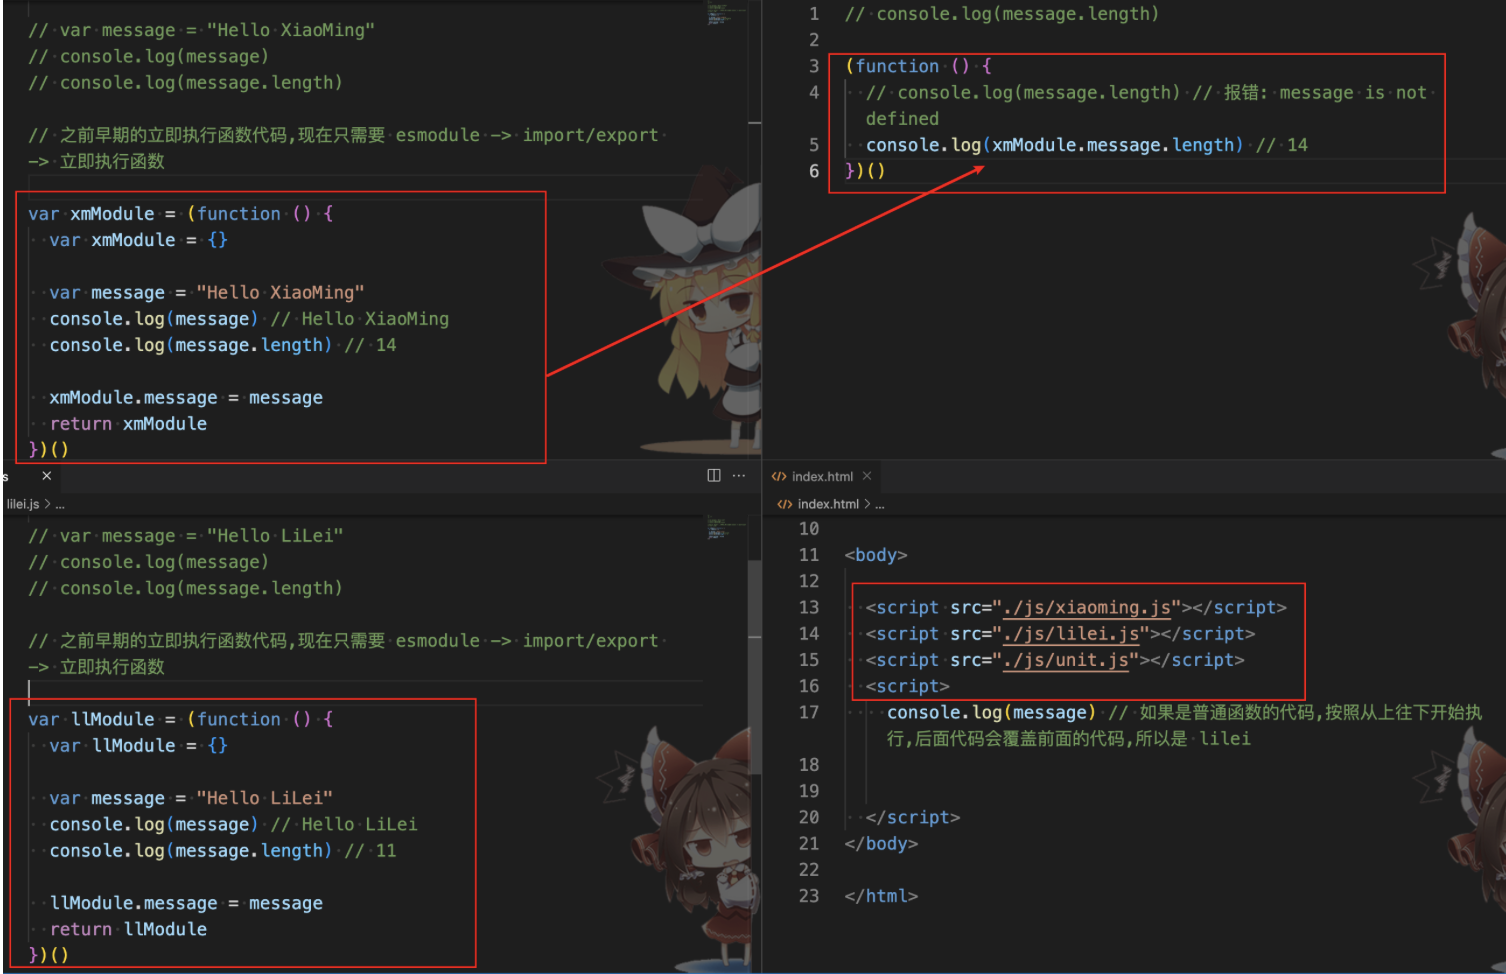 // var message = "Hello XiaoMing"
// console.log(message)
// console.log(message.length)
// 之前早期的立即执行函数代码,现在只需要 esmodule -> import/export
-> 立即执行函数
var xmModule = (function () {
var xmModule = {}
var message = "Hello XiaoMing"
console.log(message) // Hello XiaoMing
console.log(message.length) // 14
xmModule.message = message
return xmModule
})()
1 // console.log(message.length)
2
3 (function () {
4 // console.log(message.length) // 报错: message is not
defined
5 console.log(xmModule.message.length) // 14
6 })()
s ×
lilei.js > ...
// var message = "Hello LiLei"
// console.log(message)
// console.log(message.length)
// 之前早期的立即执行函数代码,现在只需要 esmodule -> import/export
-> 立即执行函数
var llModule = (function () {
var llModule = {}
var message = "Hello LiLei"
console.log(message) // Hello LiLei
console.log(message.length) // 11
llModule.message = message
return llModule
})()
</> index.html ×
</> index.html > ...
10
11 <body>
12
13 <script src="./js/xiaoming.js"></script>
14 <script src="./js/lilei.js"></script>
15 <script src="./js/unit.js"></script>
16 <script>
17 console.log(message) // 如果是普通函数的代码,按照从上往下开始执
行,后面代码会覆盖前面的代码,所以是 lilei
18
19
20 </script>
21 </body>
22
23 </html>